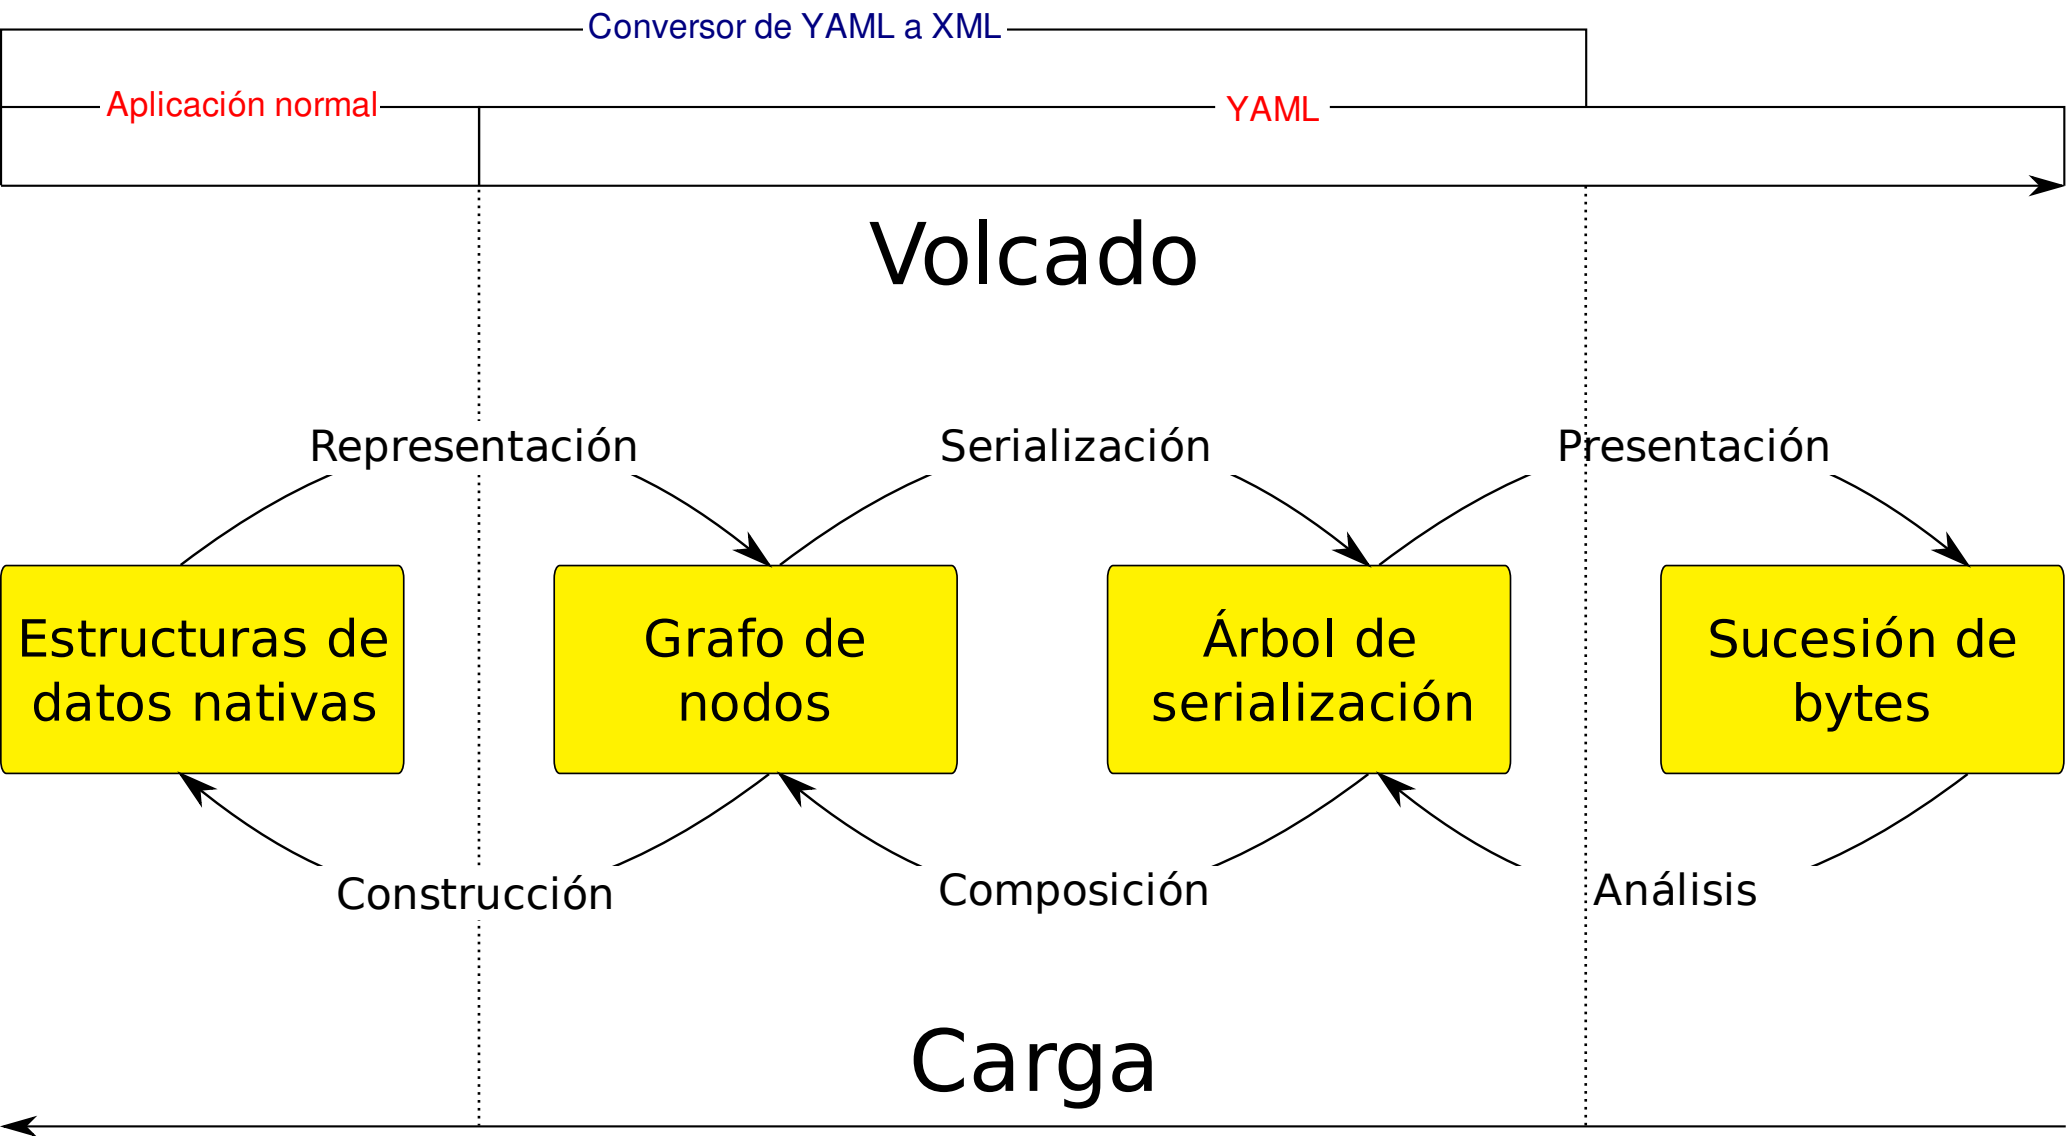 Conversor de YAML a XML
Aplicación normal
YAML
Volcado
Representación
Serialización
Presentación
Estructuras de
datos nativas
Grafo de
nodos
Árbol de
serialización
Sucesión de
bytes
Construcción
Composición
Análisis
Carga